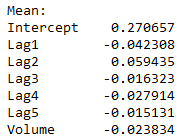 Mean:
Intercept 0.270657
Lag1 -0.042308
Lag2 0.059435
Lag3 -0.016323
Lag4 -0.027914
Lag5 -0.015131
Volume -0.023834